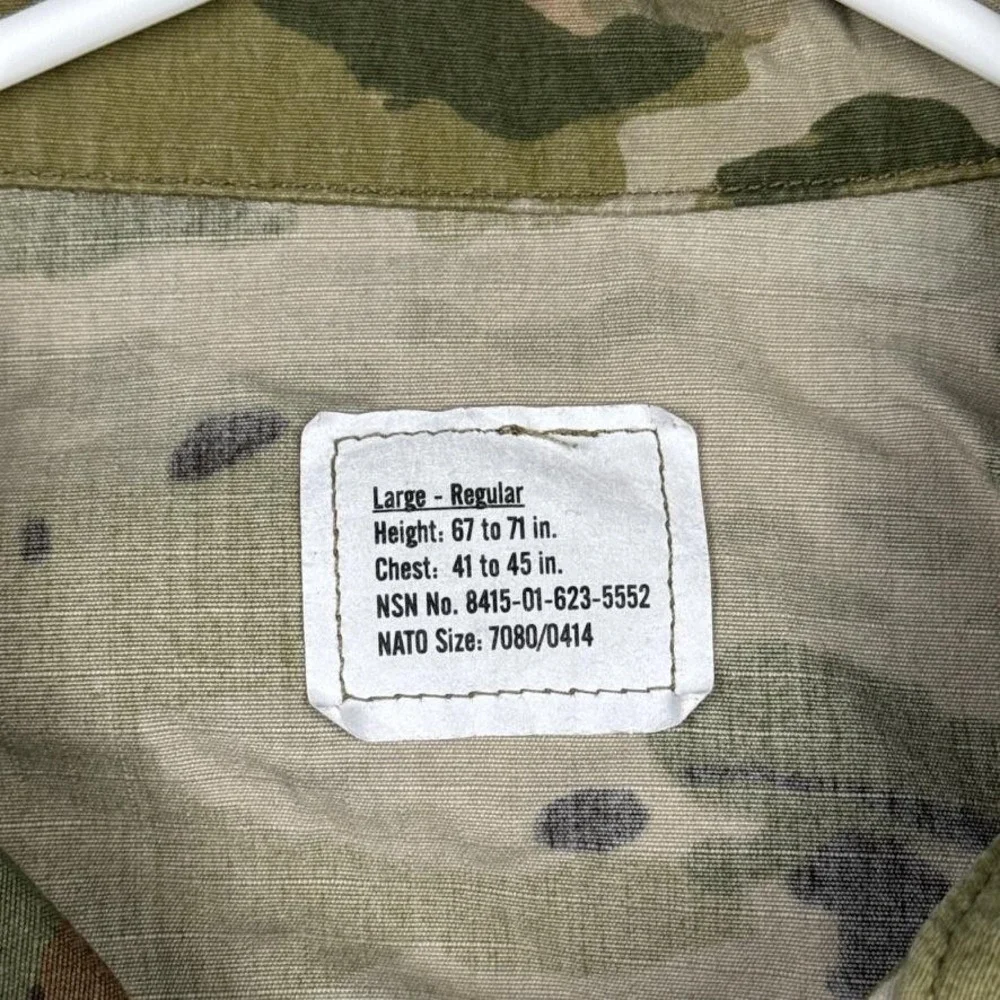 Large - Regular
Height: 67 to 71 in.
Chest: 41 to 45 in.
NSN No. 8415-01-623-5552
NATO Size: 7080/0414